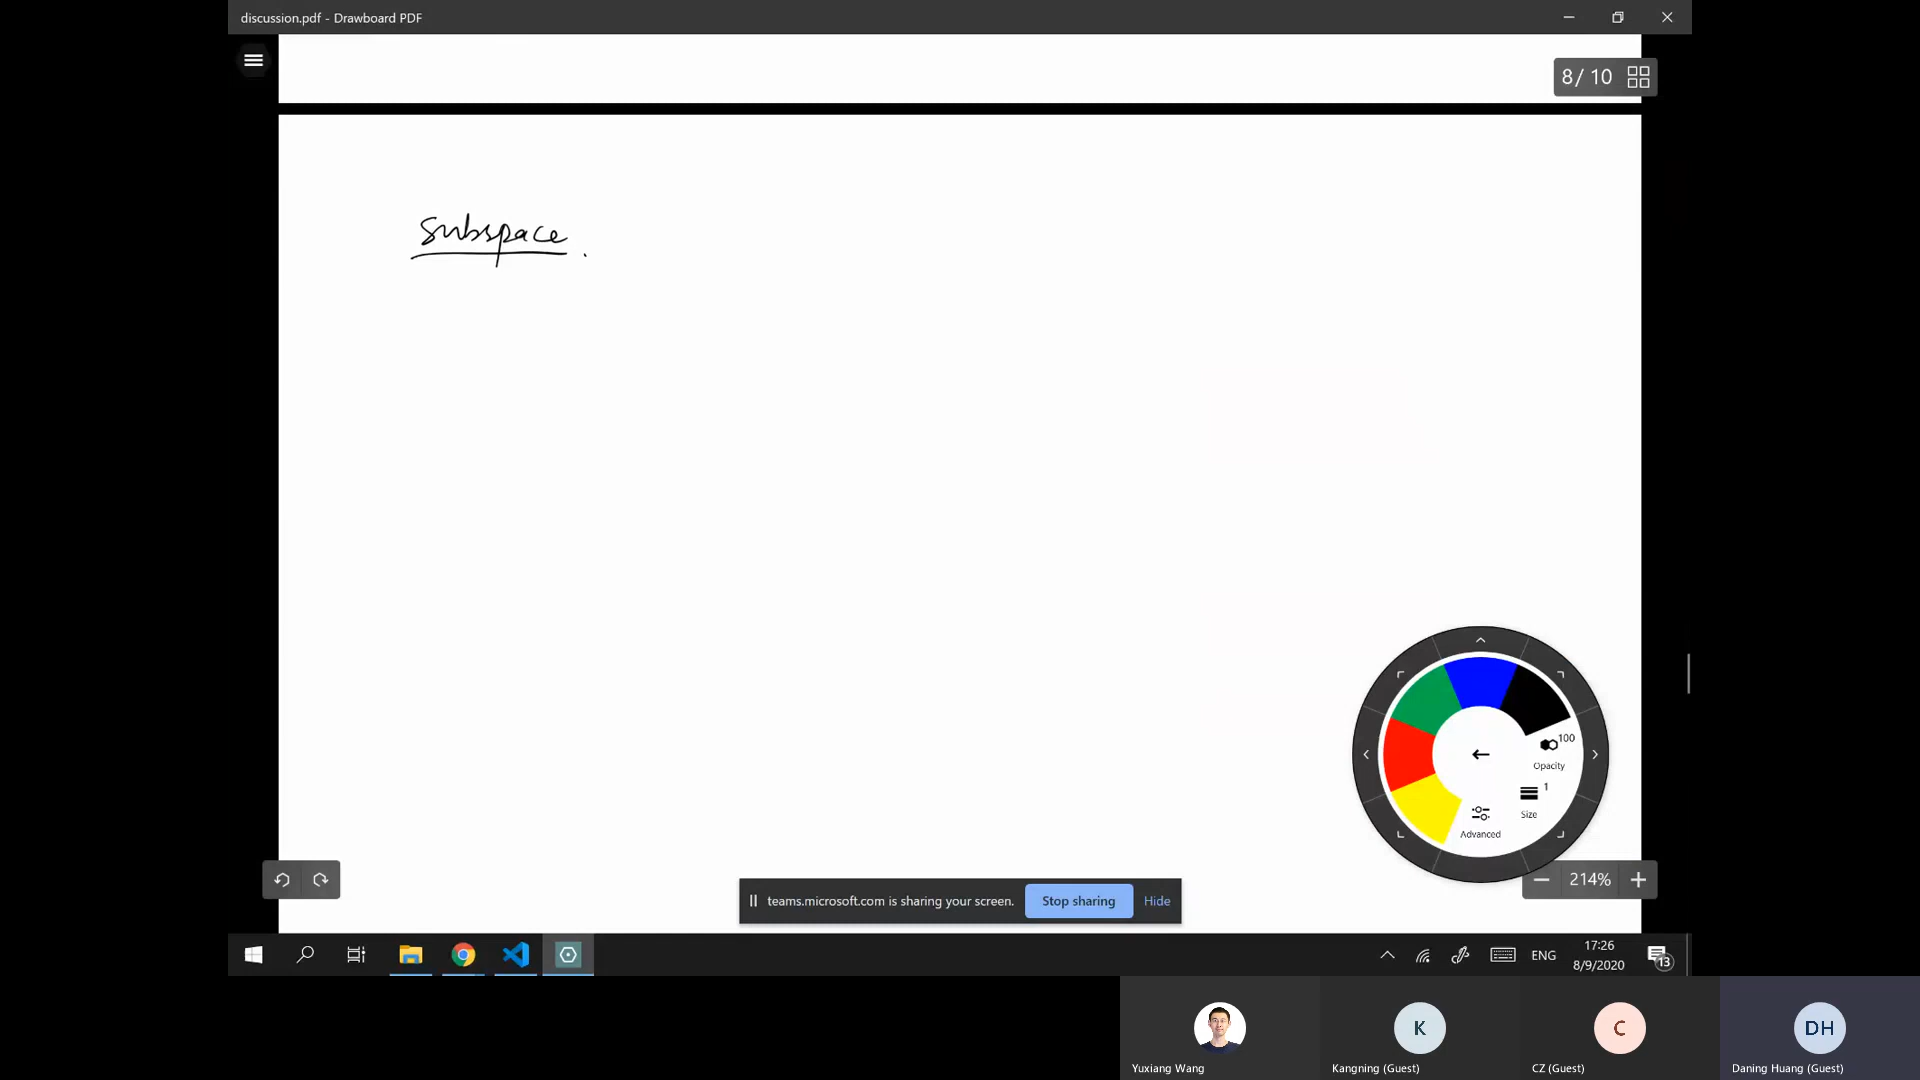 discussion.pdf - Drawboard PDF
8/ 10
Subspace .
100
Opacity
1
Size
Advanced
214%
teams.microsoft.com is sharing your screen.
Stop sharing
Hide
ENG
17:26
8/9/2020
13
K
C
DH
Yuxiang Wang
Kangning (Guest)
CZ (Guest)
Daning Huang (Guest)